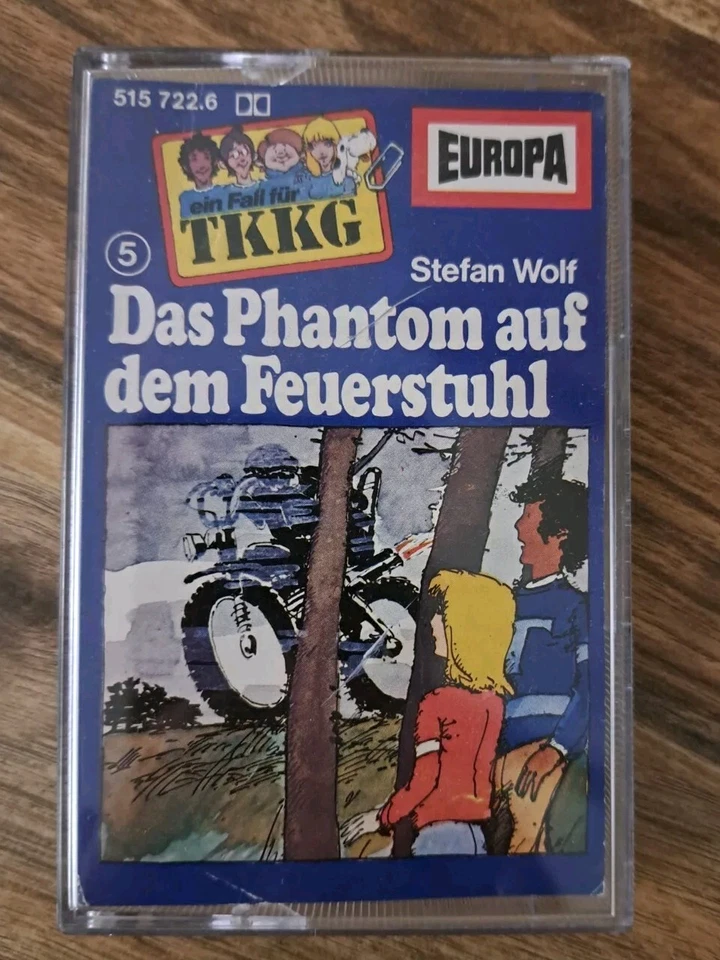 515 722.6
ein Fall für
TKKG
EUROPA
5
Stefan Wolf
Das Phantom auf
dem Feuerstuhl